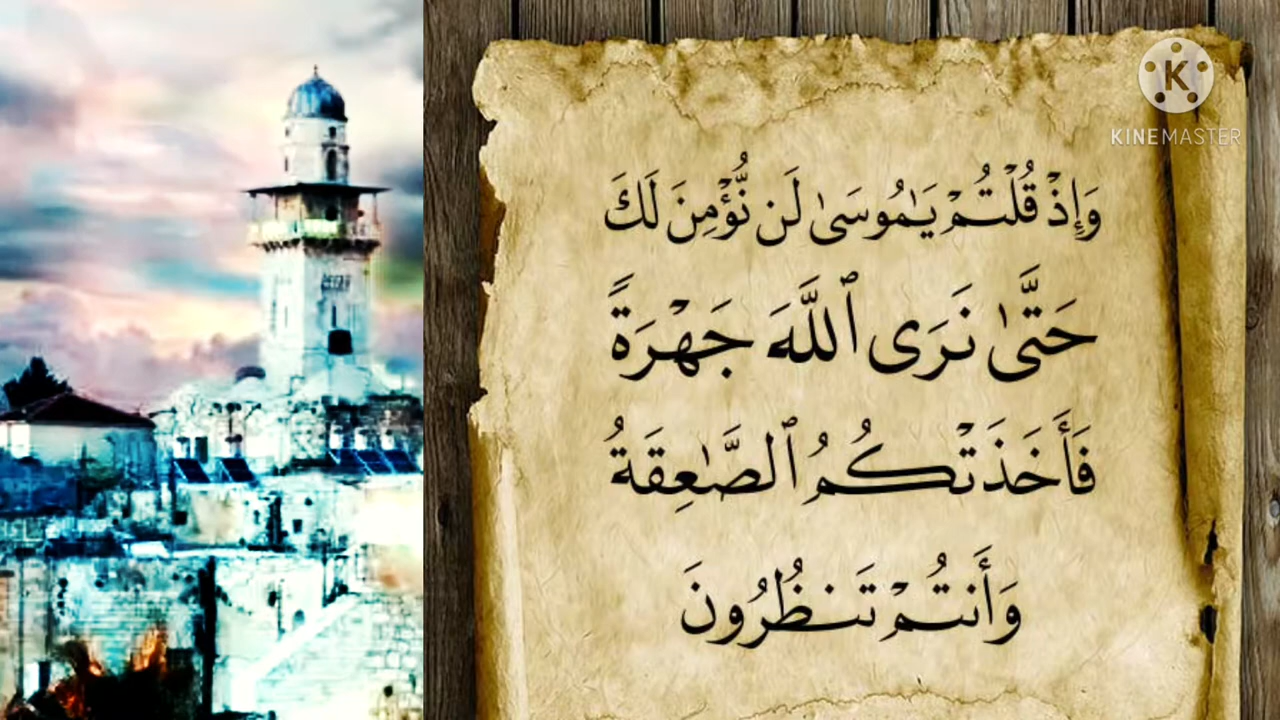 وَإِذْ قُلْتُمْ يَـٰمُوسَىٰ لَن نُّؤْمِنَ لَكَ
حَتَّىٰ نَرَى ٱللَّهَ جَهْرَةً
فَأَخَذَتْكُمُ ٱلصَّـٰعِقَةُ
وَأَنتُمْ تَنظُرُونَ
K
KINEMASTER